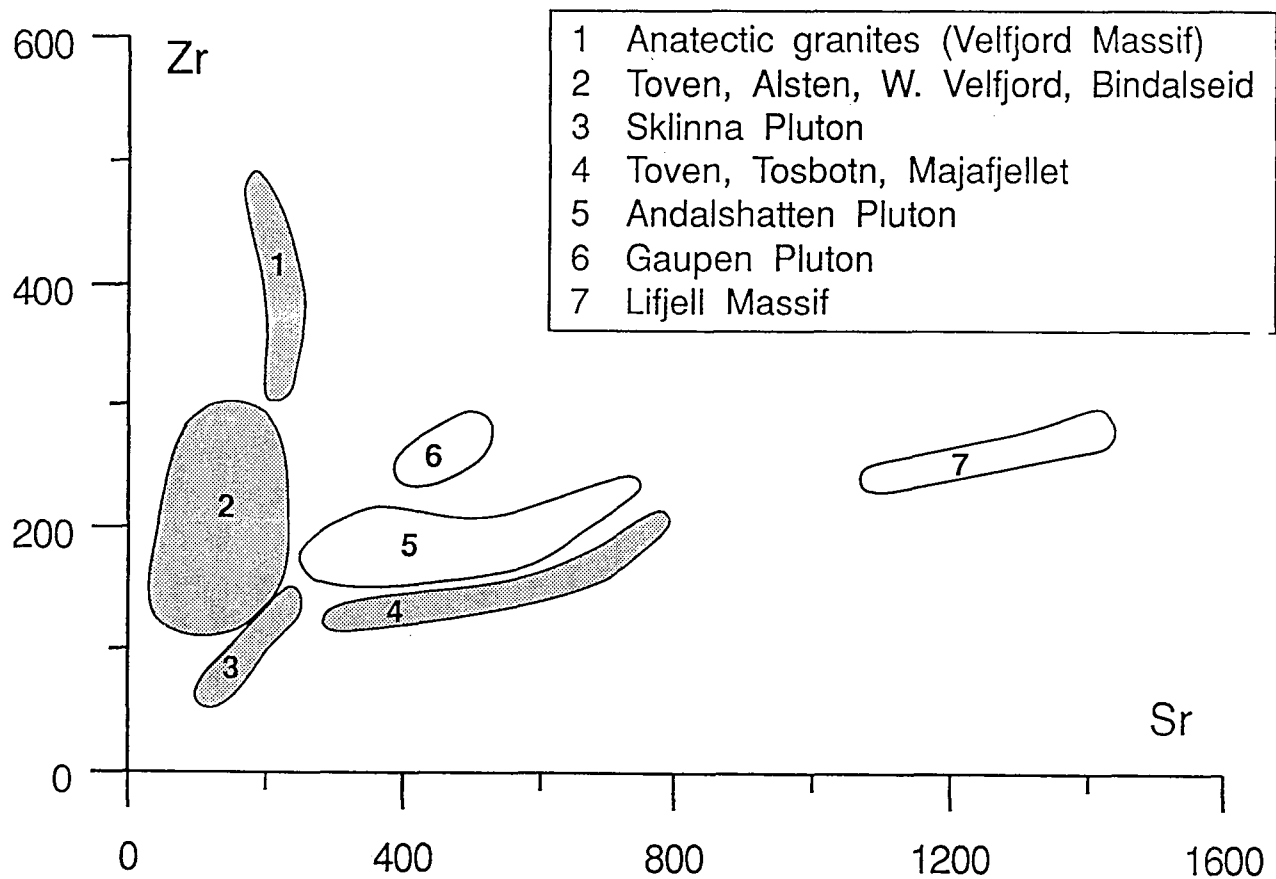 600
Zr
1 Anatectic granites (Velfjord Massif)
2 Toven, Alsten, W. Velfjord, Bindalseid
3 Sklinna Pluton
4 Toven, Tosbotn, Majafjellet
5 Andalshatten Pluton
6 Gaupen Pluton
7 Lifjell Massif
400
1
6
7
2
200
5
4
3
Sr
0
0 400 800 1200 1600